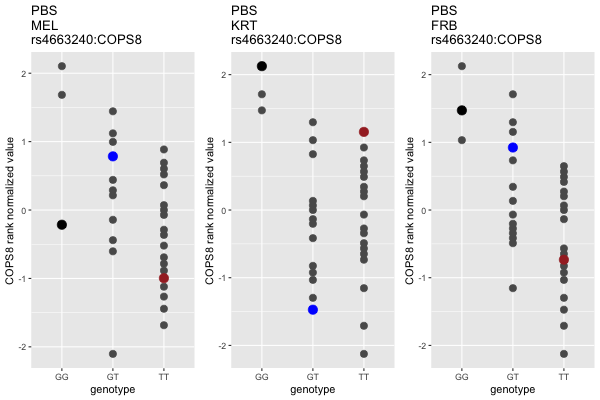 PBS
MEL
rs4663240:COPS8
COPS8 rank normalized value
2
1
0
-1
-2
GG GT TT
genotype
PBS
KRT
rs4663240:COPS8
COPS8 rank normalized value
2
1
0
-1
-2
GG GT TT
genotype
PBS
FRB
rs4663240:COPS8
COPS8 rank normalized value
2
1
0
-1
-2
GG GT TT
genotype